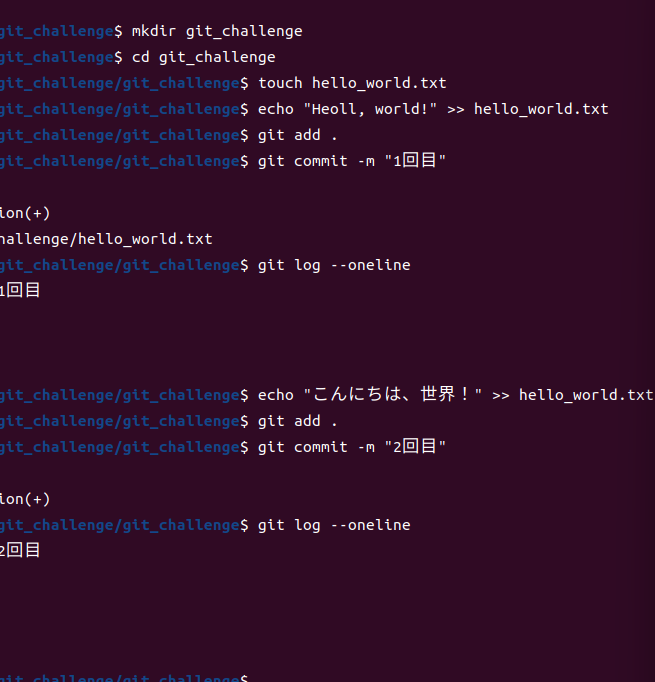 git_challenge$ mkdir git_challenge
git_challenge$ cd git_challenge
git_challenge/git_challenge$ touch hello_world.txt
git_challenge/git_challenge$ echo "Heoll, world!" >> hello_world.txt
git_challenge/git_challenge$ git add .
git_challenge/git_challenge$ git commit -m "1回目"
ion(+)
hallenge/hello_world.txt
git_challenge/git_challenge$ git log --oneline
1回目
git_challenge/git_challenge$ echo "こんにちは、世界！" >> hello_world.txt
git_challenge/git_challenge$ git add .
git_challenge/git_challenge$ git commit -m "2回目"
ion(+)
git_challenge/git_challenge$ git log --oneline
2回目
git_challenge/git_challenge$